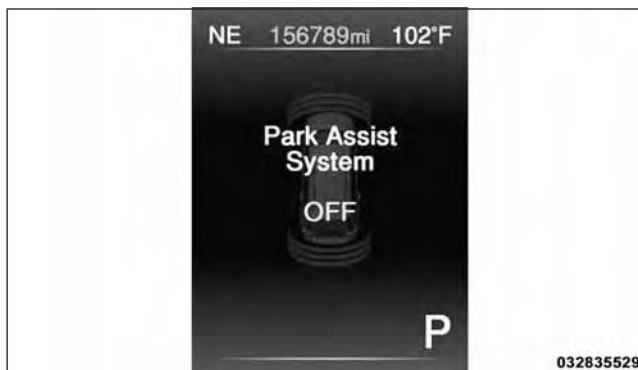 NE 156789mi 102°F
Park Assist
System
OFF
P
032835529